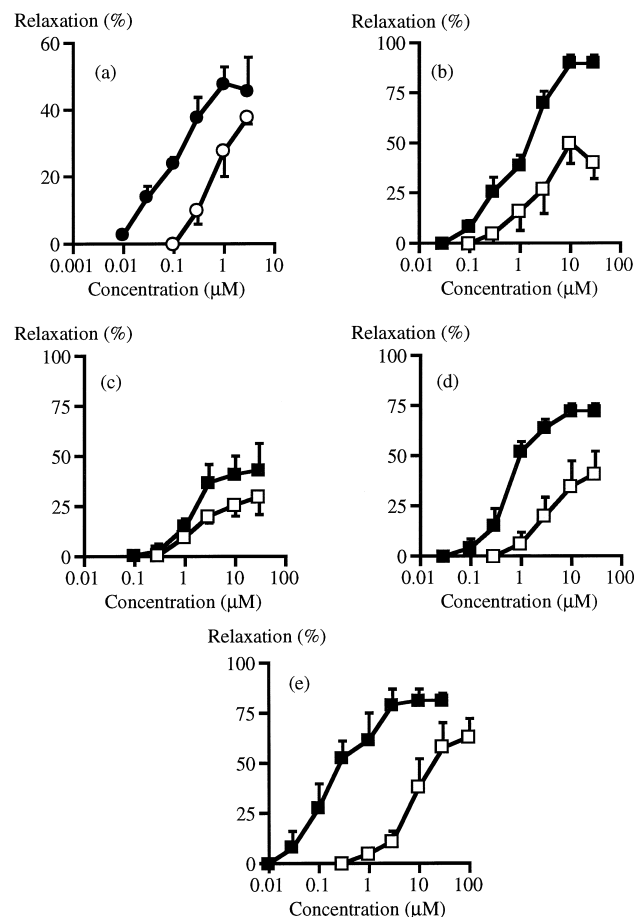 Relaxation (%)
60
(a)
40
20
0
0.001 0.01 0.1 1 10
Concentration (μM)
Relaxation (%)
100
(b)
75
50
25
0
0.01 0.1 1 10 100
Concentration (μM)
Relaxation (%)
100
(c)
75
50
25
0
0.01 0.1 1 10 100
Concentration (μM)
Relaxation (%)
100
(d)
75
50
25
0
0.01 0.1 1 10 100
Concentration (μM)
Relaxation (%)
100
(e)
75
50
25
0
0.01 0.1 1 10 100
Concentration (μM)